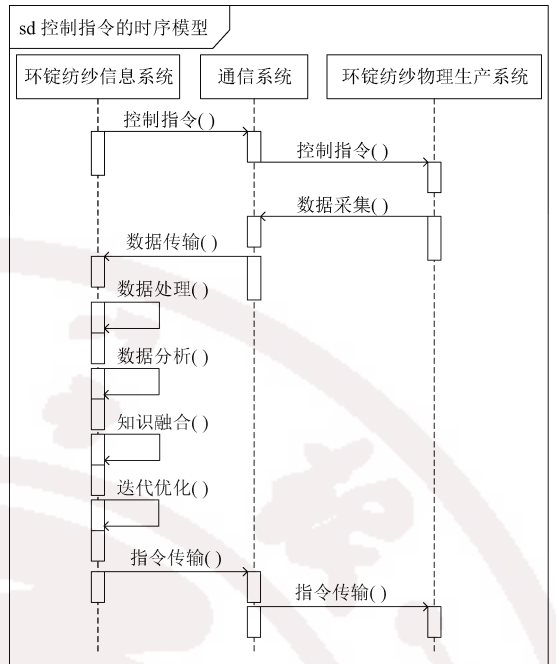 sd 控制指令的时序模型
环锭纺纱信息系统
通信系统
环锭纺纱物理生产系统
控制指令( )
控制指令( )
数据采集( )
数据传输( )
数据处理( )
数据分析( )
知识融合( )
迭代优化( )
指令传输( )
指令传输( )